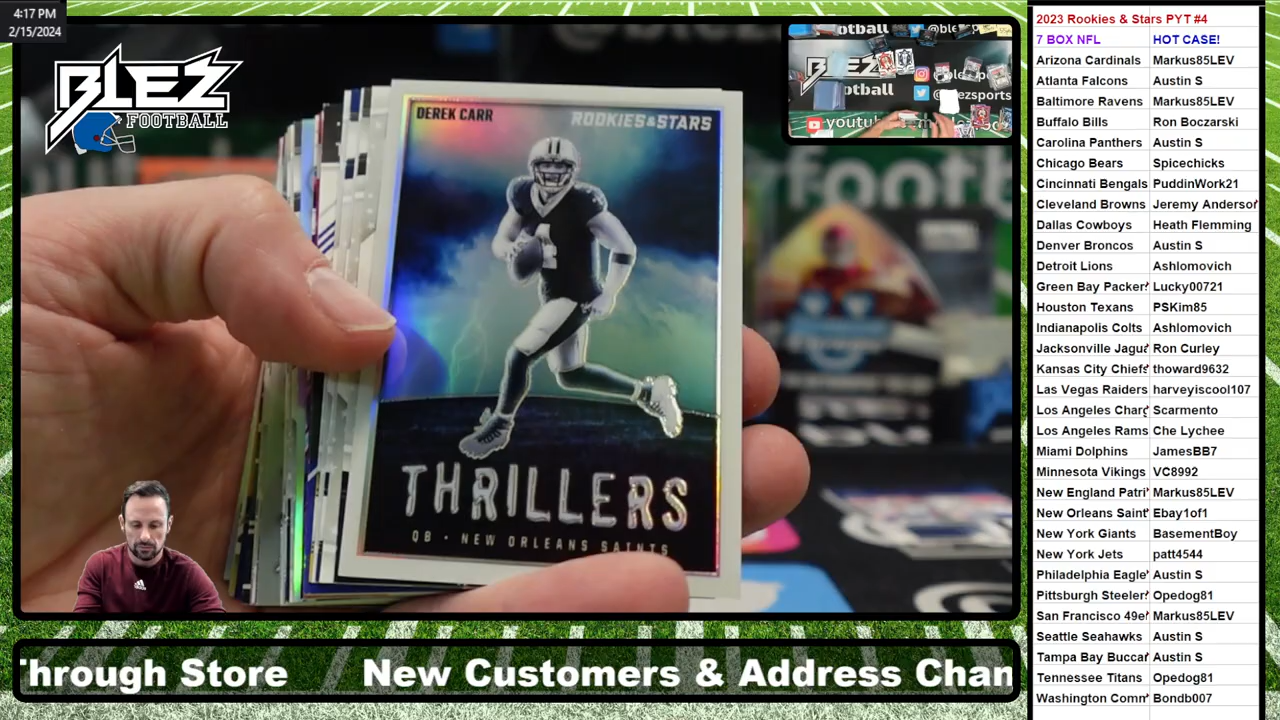 4:17 PM
2/15/2024
BLEZ
FOOTBALL
DEREK CARR
ROOKIES & STARS
THRILLERS
QB • NEW ORLEANS SAINTS
Through Store New Customers & Address Chan
2023 Rookies & Stars PYT #4
7 BOX NFL HOT CASE!
Arizona Cardinals Markus85LEV
Atlanta Falcons Austin S
Baltimore Ravens Markus85LEV
Buffalo Bills Ron Boczarski
Carolina Panthers Austin S
Chicago Bears Spicechicks
Cincinnati Bengals PuddinWork21
Cleveland Browns Jeremy Anderson
Dallas Cowboys Heath Flemming
Denver Broncos Austin S
Detroit Lions Ashlomovich
Green Bay Packer Lucky00721
Houston Texans PSKim85
Indianapolis Colts Ashlomovich
Jacksonville Jagua Ron Curley
Kansas City Chiefs thoward9632
Las Vegas Raiders harveyiscool107
Los Angeles Charg Scarmento
Los Angeles Rams Che Lychee
Miami Dolphins JamesBB7
Minnesota Vikings VC8992
New England Patri Markus85LEV
New Orleans Saint Ebay1of1
New York Giants BasementBoy
New York Jets patt4544
Philadelphia Eagle Austin S
Pittsburgh Steeler Opedog81
San Francisco 49e Markus85LEV
Seattle Seahawks Austin S
Tampa Bay Buccar Austin S
Tennessee Titans Opedog81
Washington Comm Bondb007